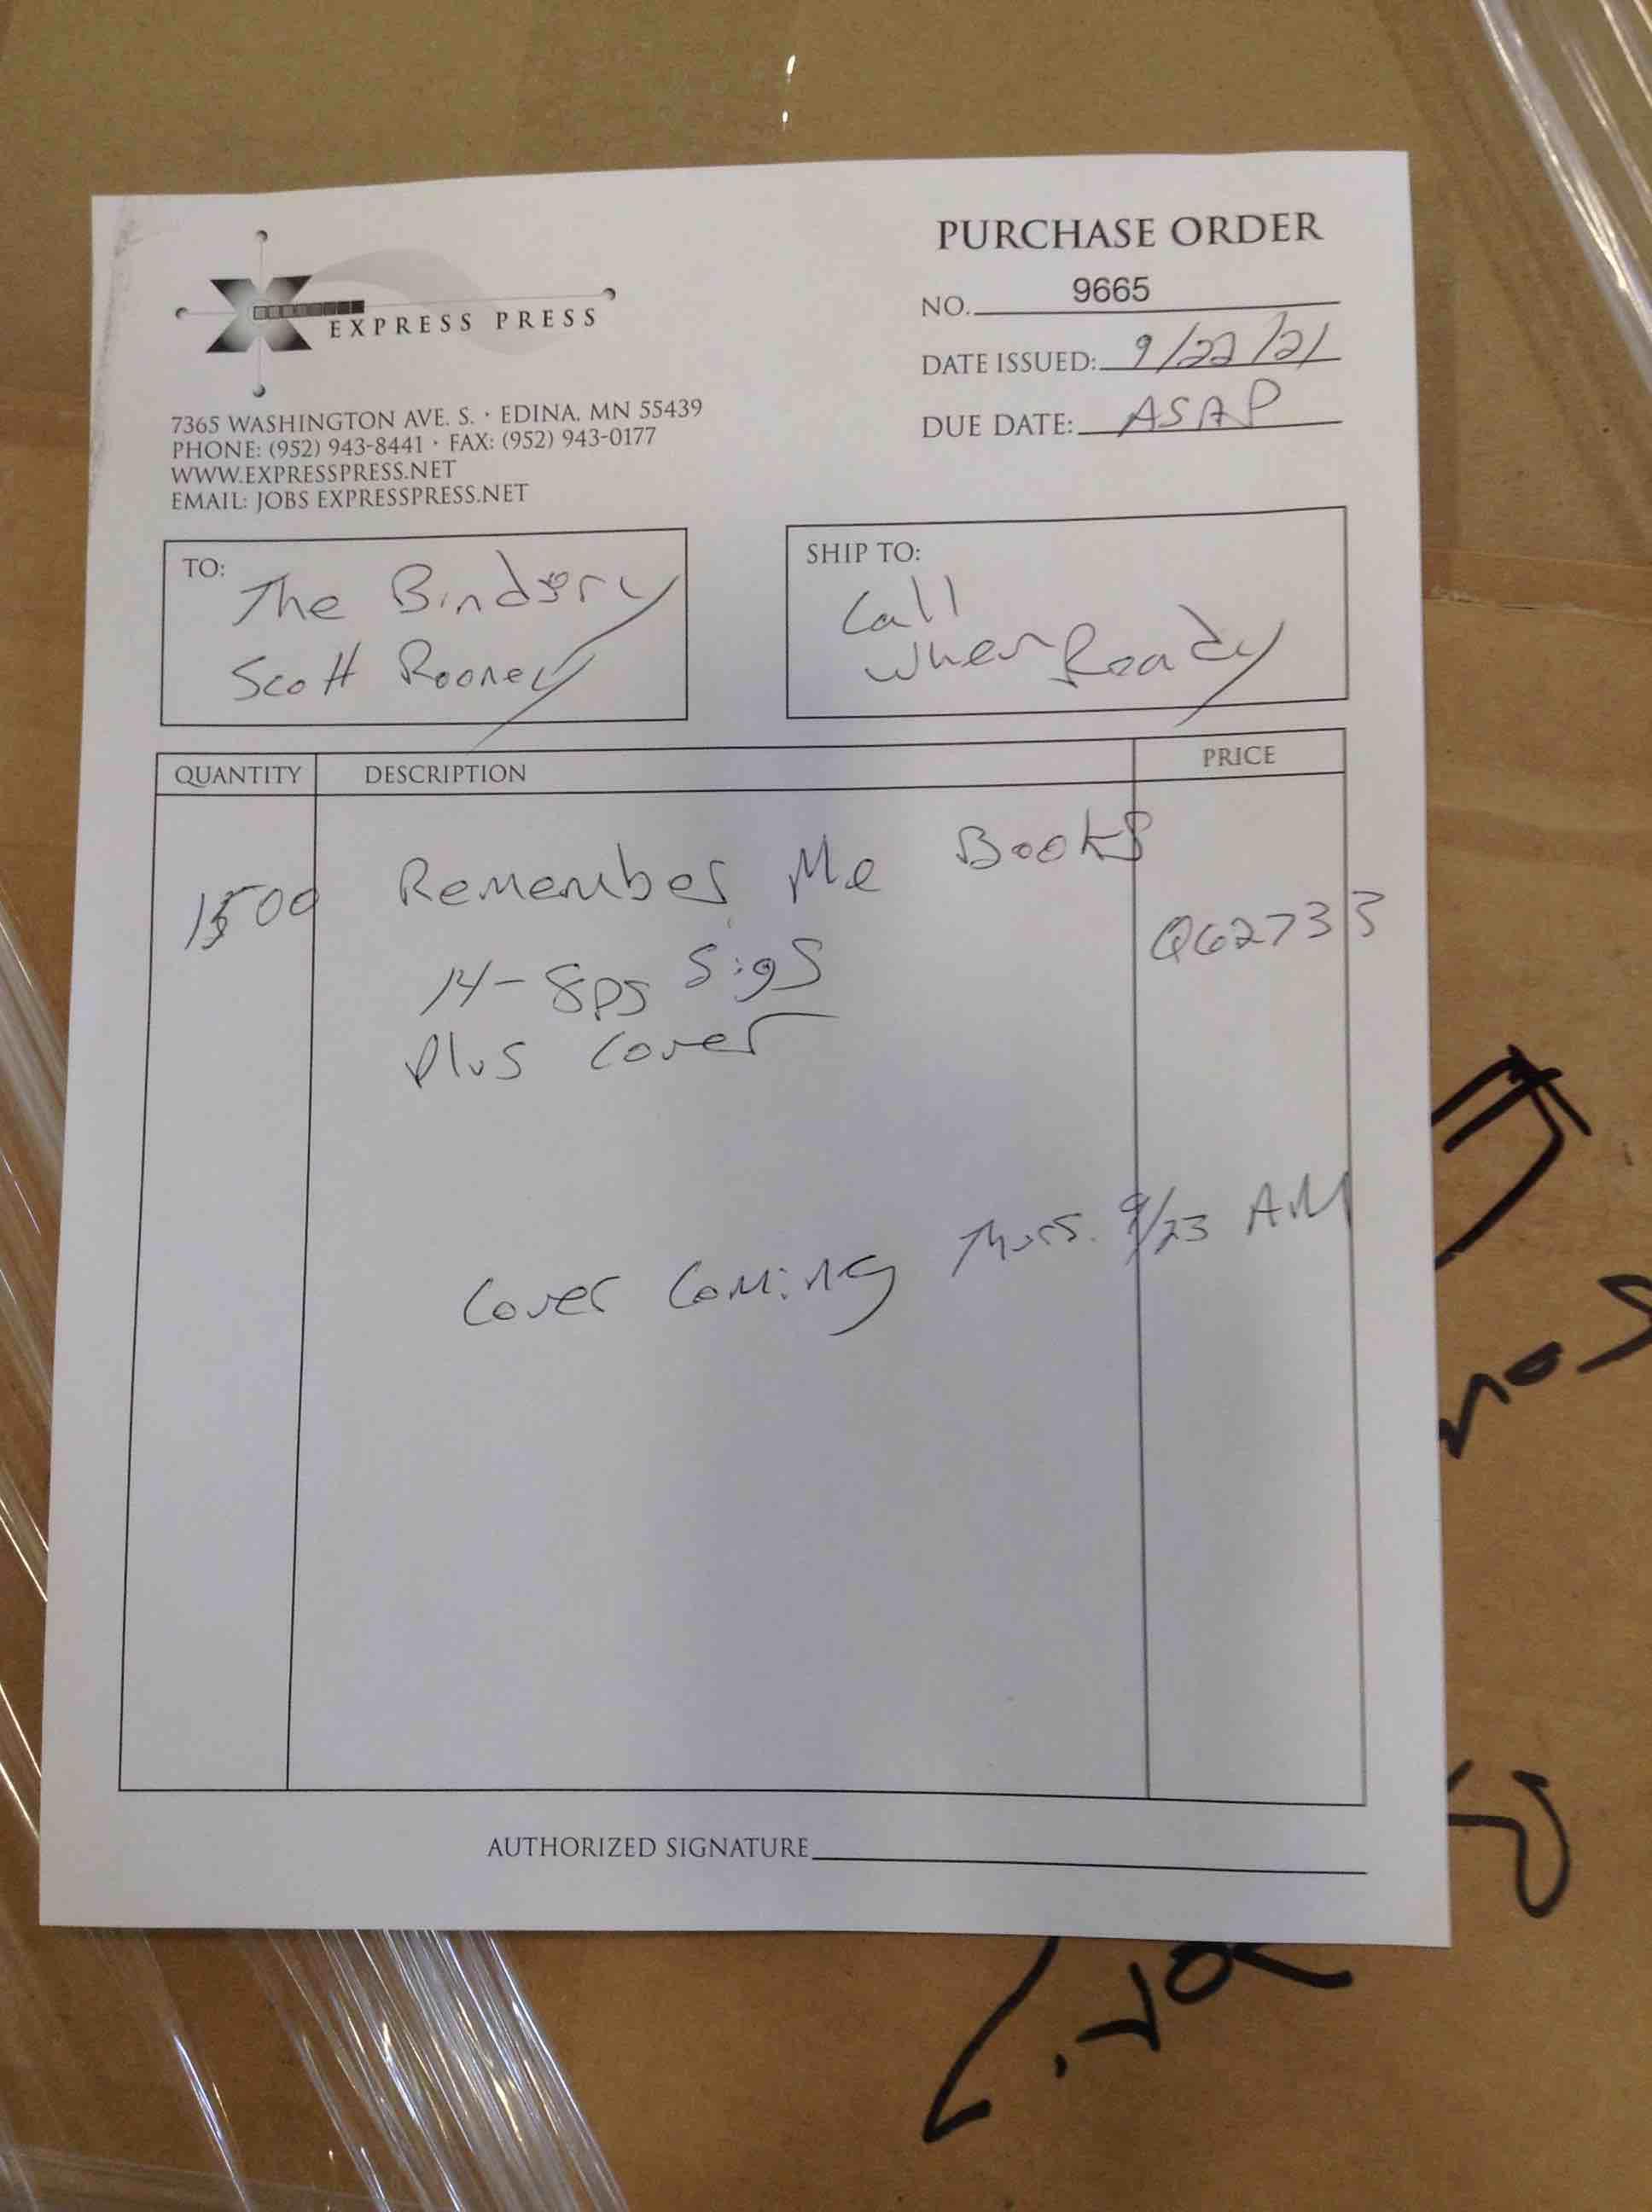 EXPRESS PRESS
7365 WASHINGTON AVE. S. · EDINA, MN 55439
PHONE: (952) 943-8441 · FAX: (952) 943-0177
WWW.EXPRESSPRESS.NET
EMAIL: JOBS EXPRESSPRESS.NET
PURCHASE ORDER
NO. 9665
DATE ISSUED: 9/22/21
DUE DATE: ASAP
TO: The Bindery
Scott Rooney
SHIP TO:
Call
when Ready
QUANTITY DESCRIPTION PRICE
1500 Remember Me Books Q62733
14-8pg Sigs
Plus Cover
Cover Coming Thurs. 9/23 AM
AUTHORIZED SIGNATURE